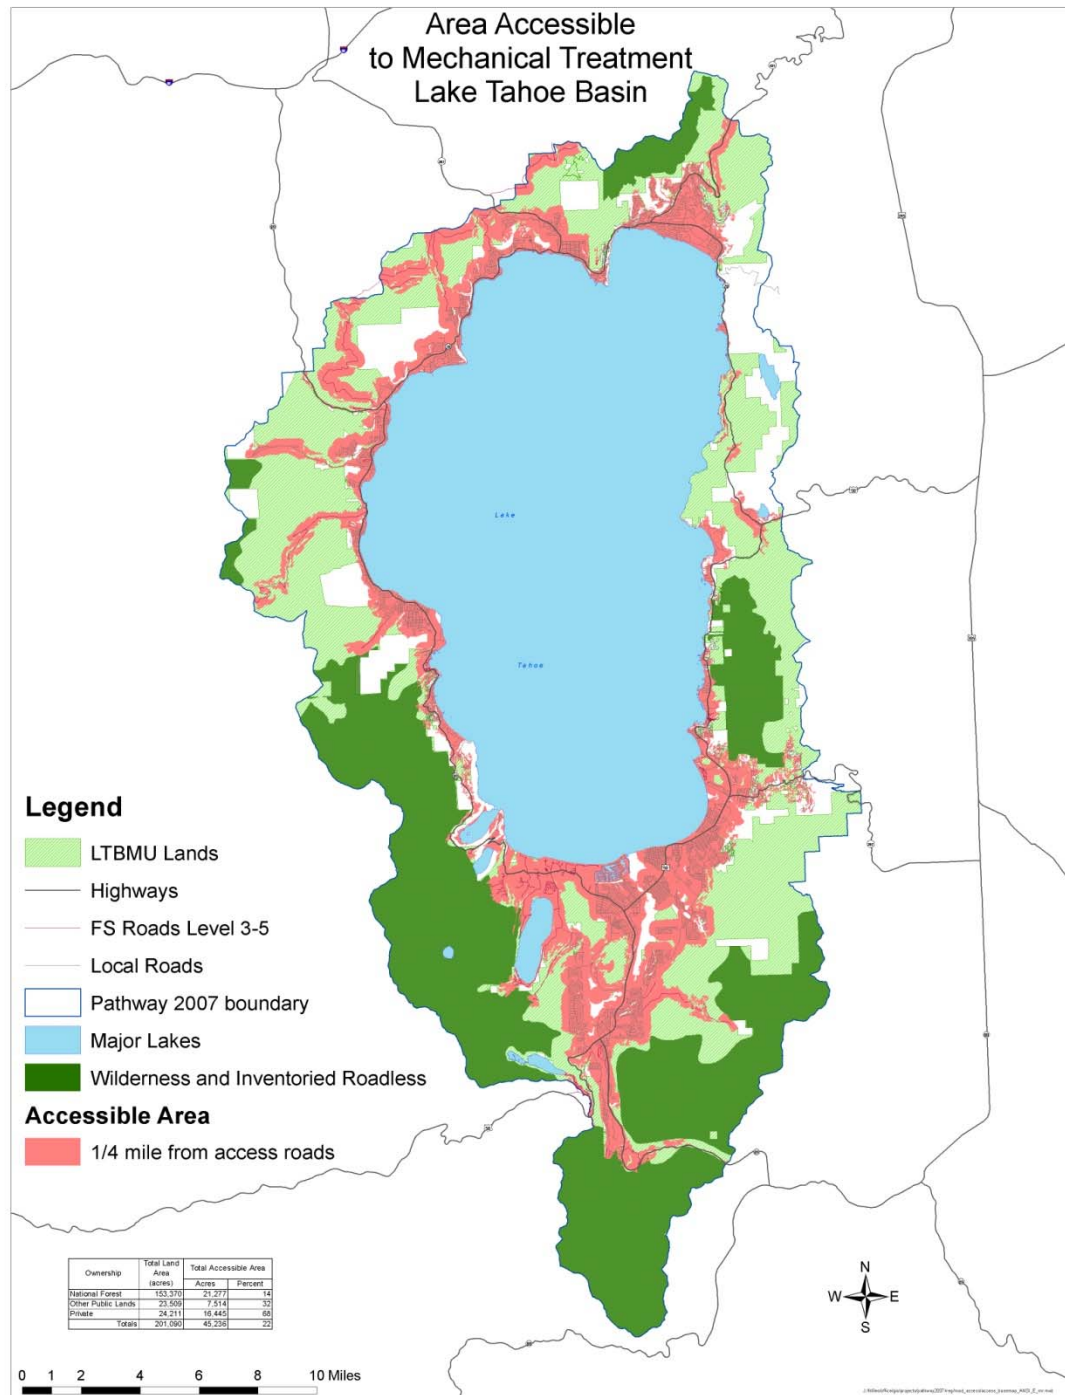 Area Accessible
to Mechanical Treatment
Lake Tahoe Basin
Lake
Tahoe
Legend
LTBMU Lands
Highways
FS Roads Level 3-5
Local Roads
Pathway 2007 boundary
Major Lakes
Wilderness and Inventoried Roadless
Accessible Area
1/4 mile from access roads
Ownership Total Land Area (acres) Total Accessible Area
Acres Percent
National Forest 153,370 21,277 14
Other Public Lands 23,509 7,514 32
Private 24,211 16,445 68
Totals 201,090 45,236 22
N
W E
S
0 1 2 4 6 8 10 Miles